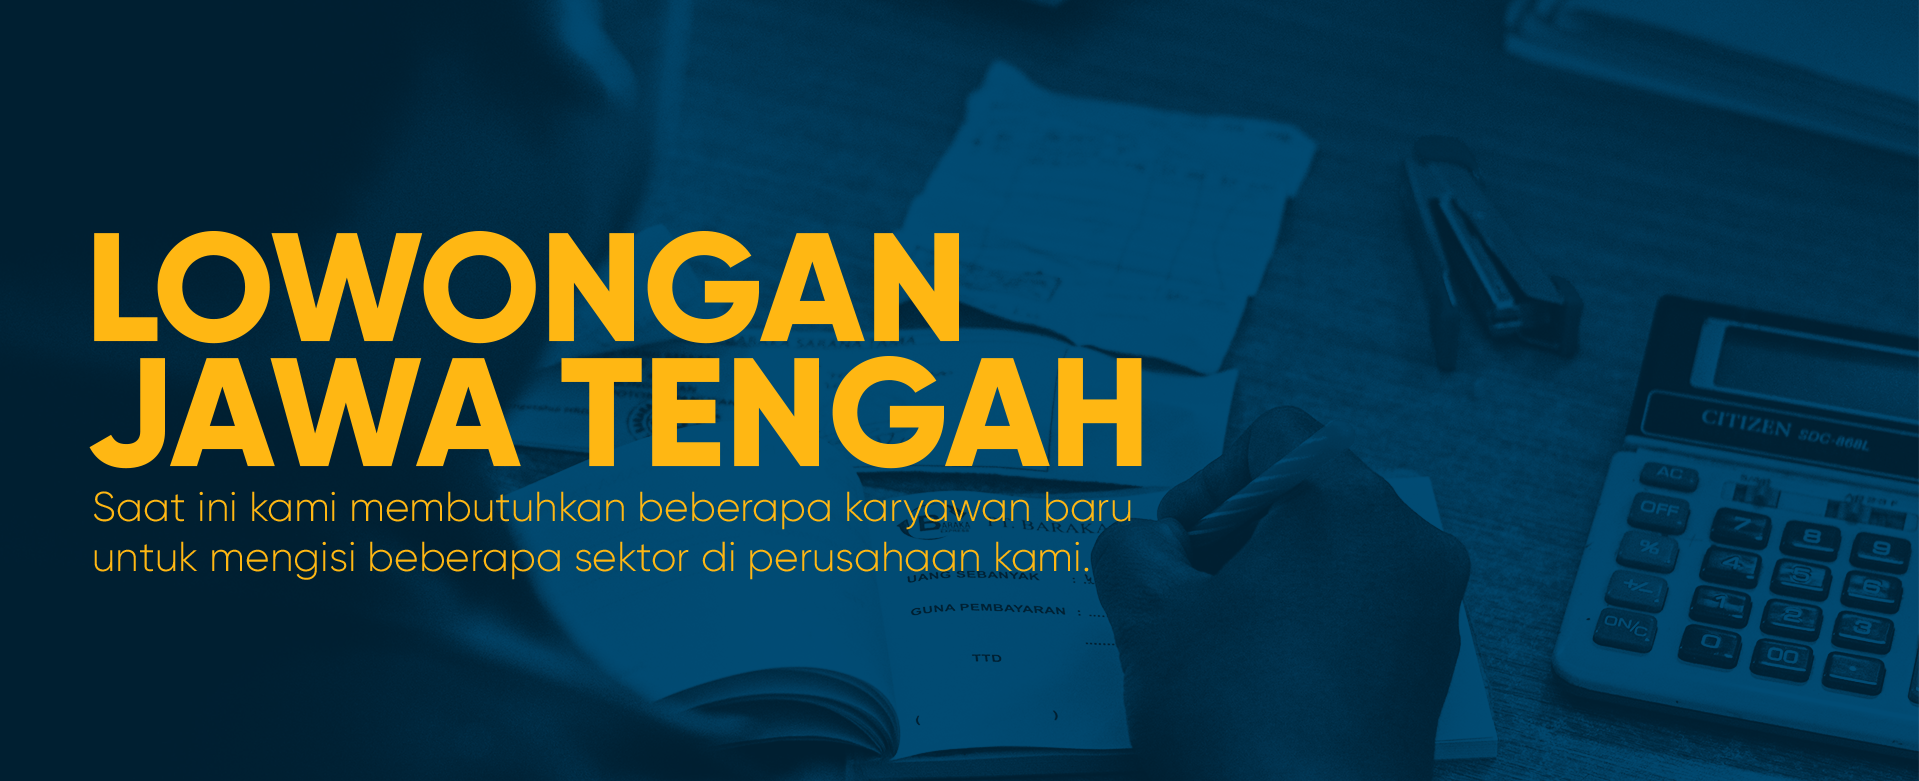 LOWONGAN
JAWA TENGAH
Saat ini kami membutuhkan beberapa karyawan baru
untuk mengisi beberapa sektor di perusahaan kami.
BARAKA
UANG SEBANYAK :
GUNA PEMBAYARAN :
TTD
( )
CITIZEN SDC-868L
AC
OFF 7 8 9
% 4 5 6
+/- 1 2 3
ON/C 0 00 .